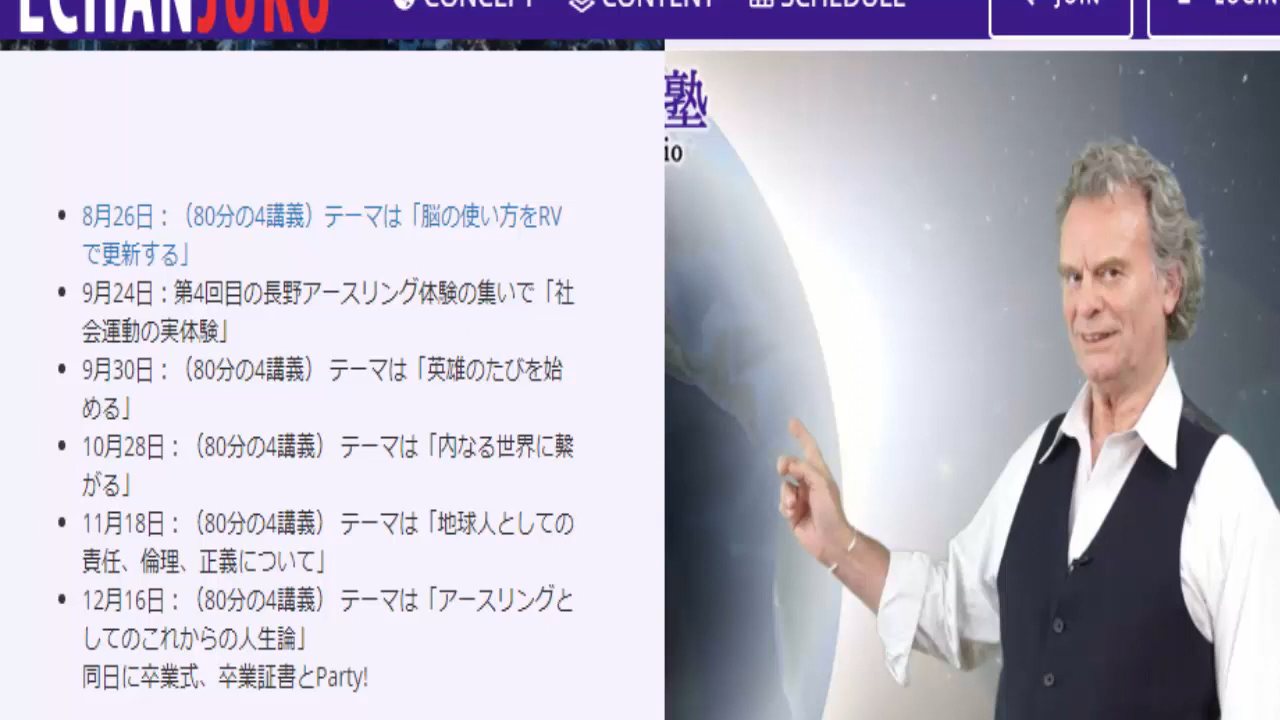 ECHANJUKU
CONCEPT
CONTENT
SCHEDULE
JOIN
LOGIN
塾
io
8月26日：（80分の4講義）テーマは「脳の使い方をRV
で更新する」
9月24日：第4回目の長野アースリング体験の集いで「社
会運動の実体験」
9月30日：（80分の4講義） テーマは「英雄のたびを始
める」
10月28日：（80分の4講義） テーマは「内なる世界に繋
がる」
11月18日：（80分の4講義） テーマは「地球人としての
責任、倫理、正義について」
12月16日：（80分の4講義） テーマは「アースリングと
してのこれからの人生論」
同日に卒業式、卒業証書とParty!